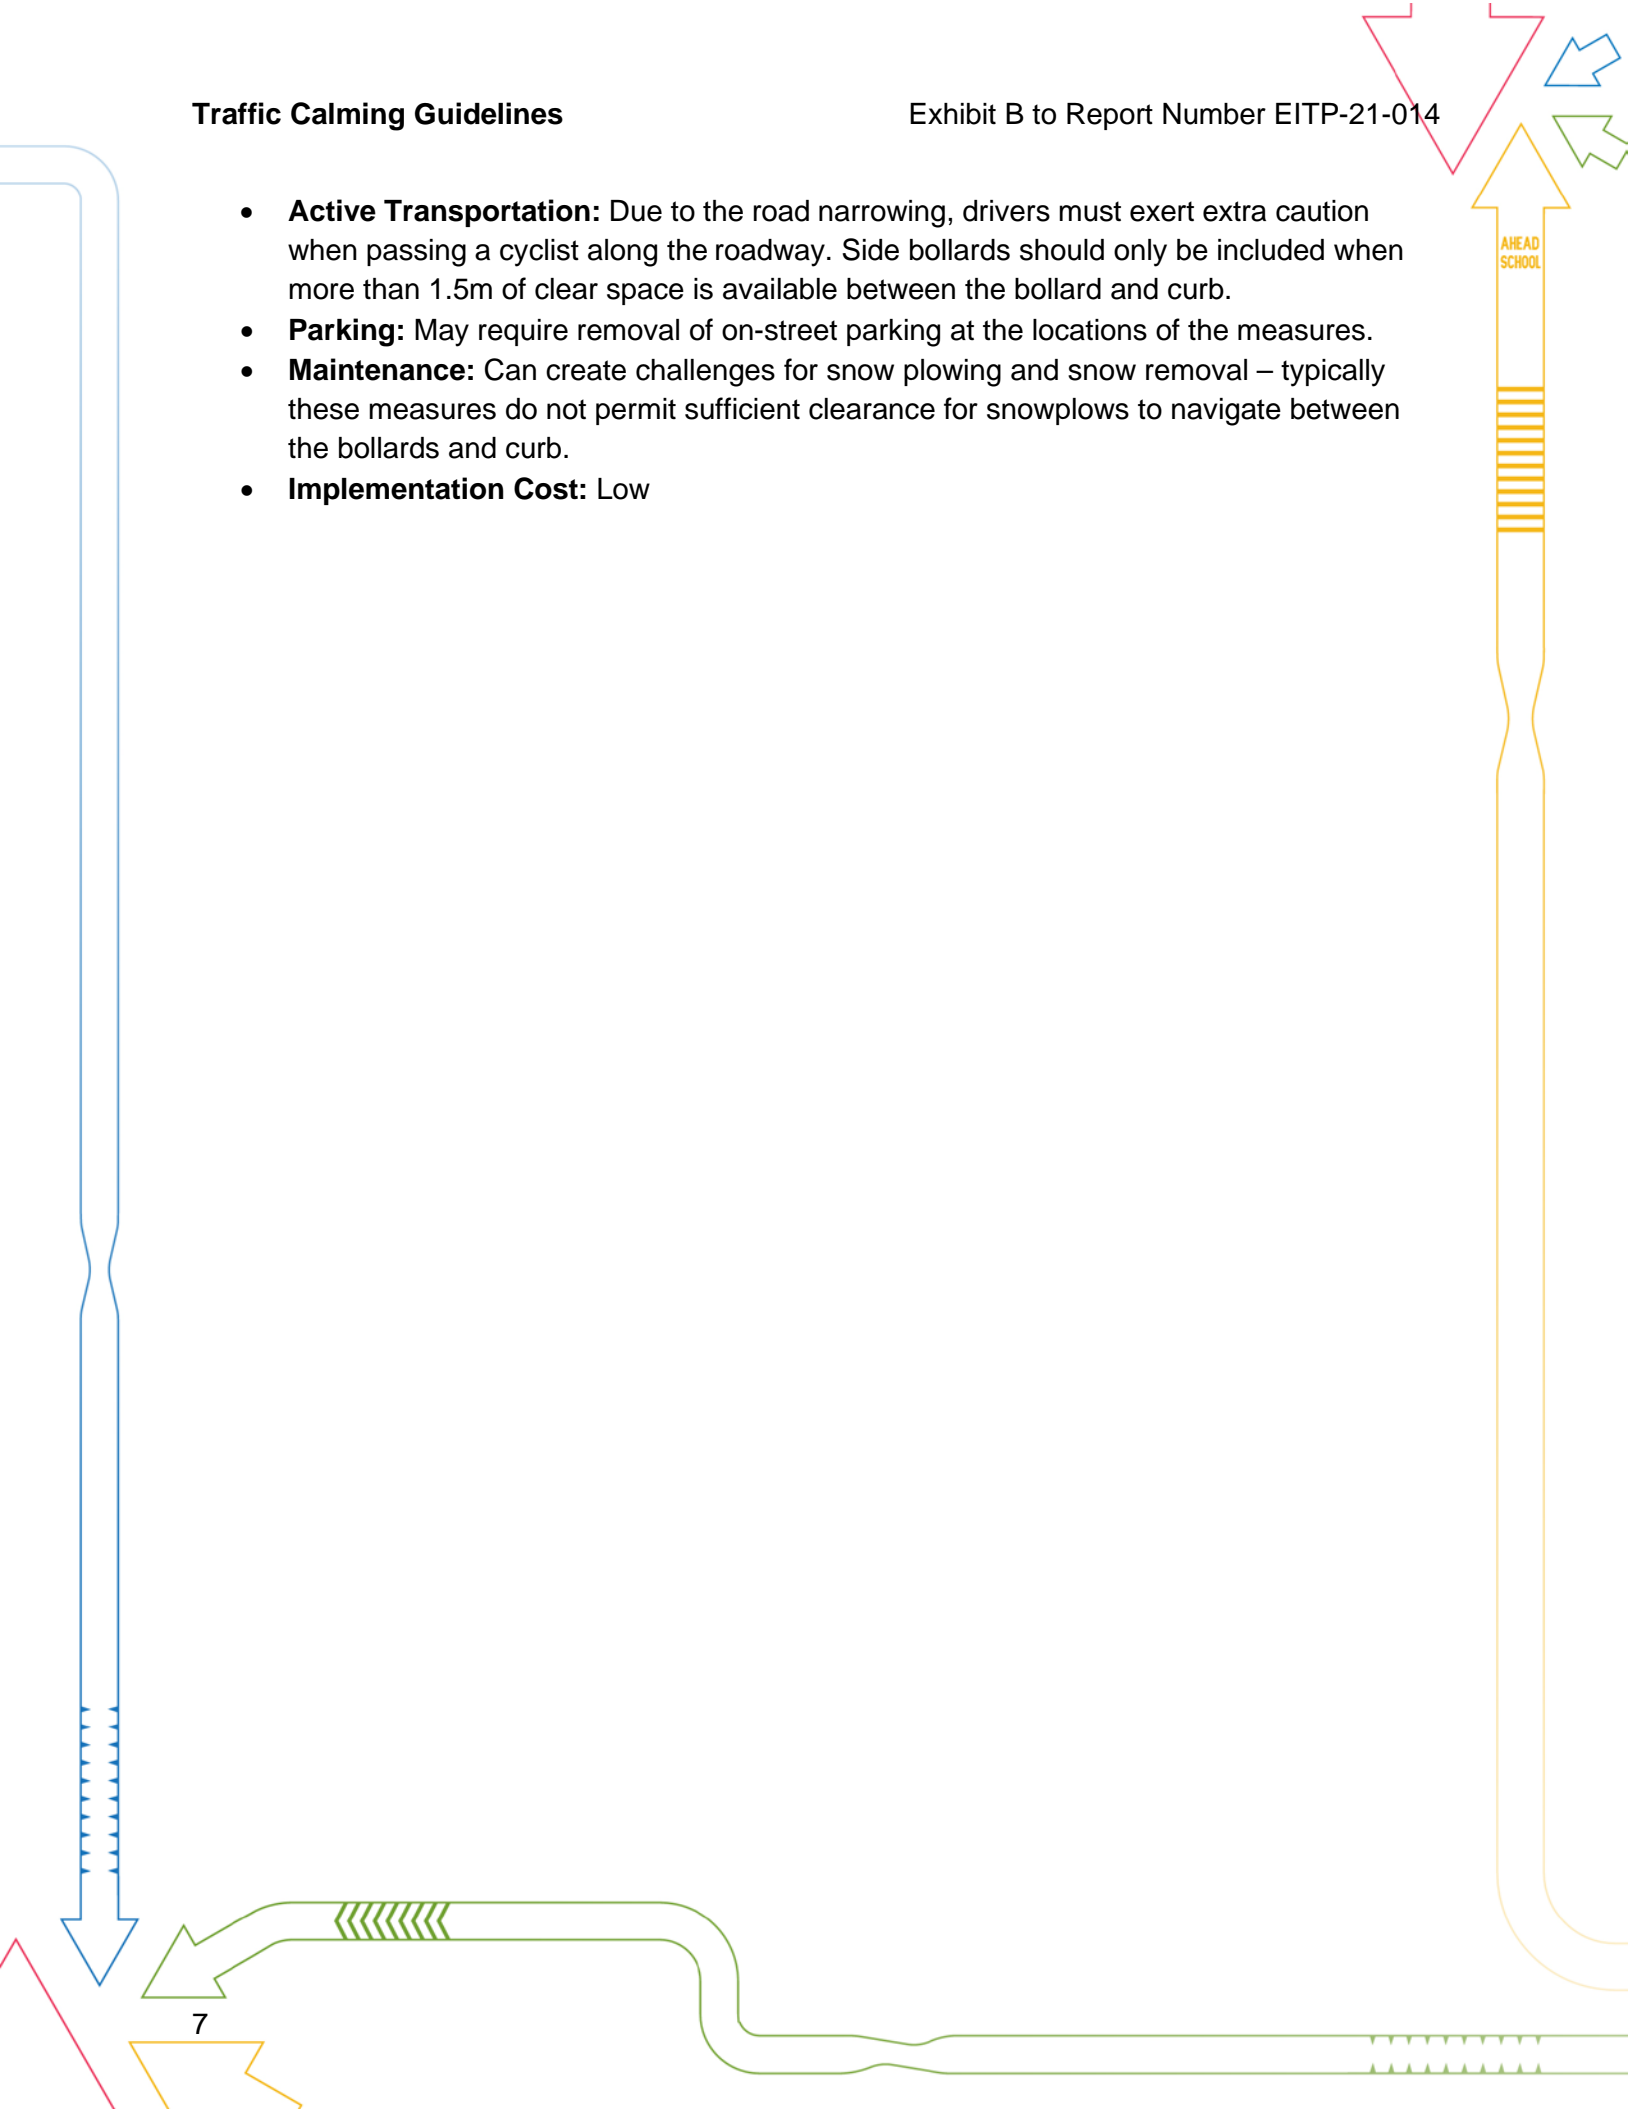 Traffic Calming Guidelines Exhibit B to Report Number EITP-21-014
• Active Transportation: Due to the road narrowing, drivers must exert extra caution
when passing a cyclist along the roadway. Side bollards should only be included when
more than 1.5m of clear space is available between the bollard and curb.
• Parking: May require removal of on-street parking at the locations of the measures.
• Maintenance: Can create challenges for snow plowing and snow removal – typically
these measures do not permit sufficient clearance for snowplows to navigate between
the bollards and curb.
• Implementation Cost: Low
AHEAD
SCHOOL
7